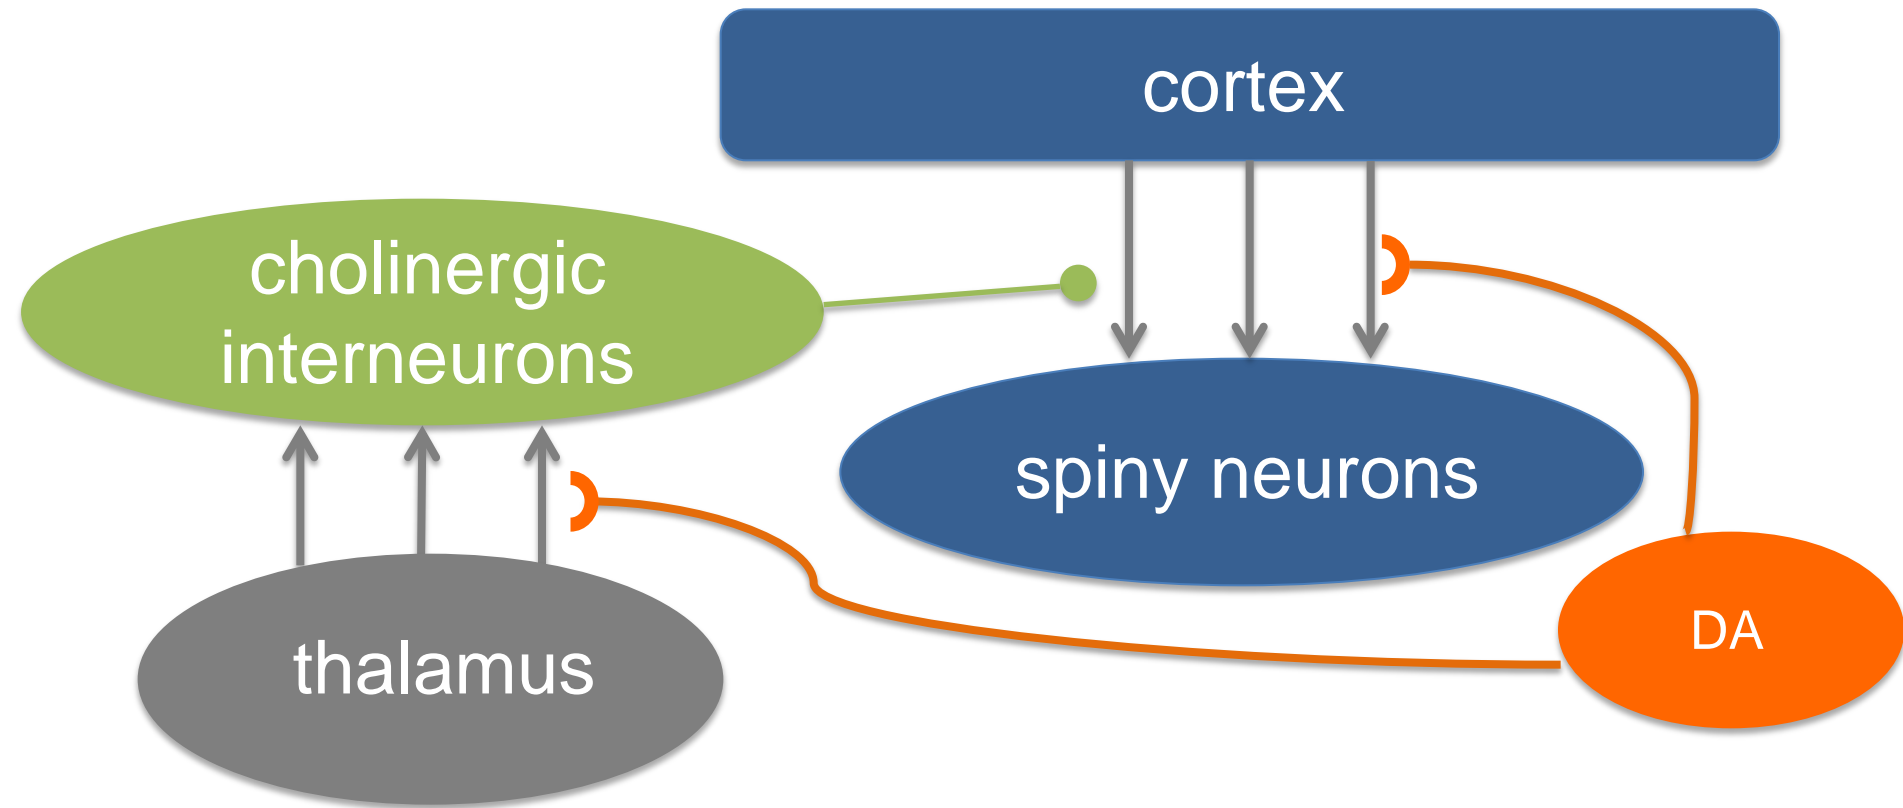 cortex
cholinergic
interneurons
spiny neurons
thalamus
DA